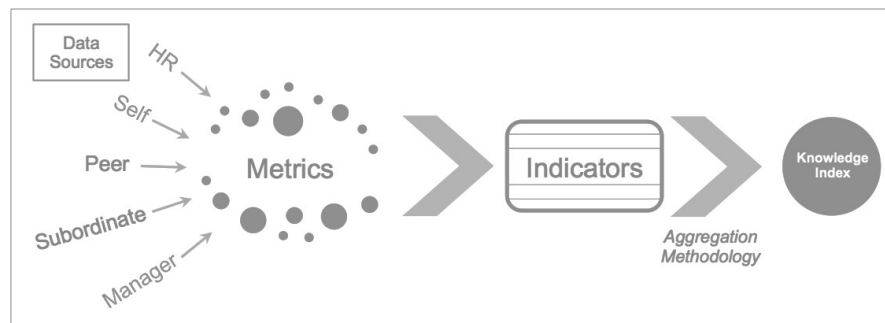 Data
Sources
HR
Self
Peer
Subordinate
Manager
Metrics
Indicators
Aggregation
Methodology
Knowledge
Index